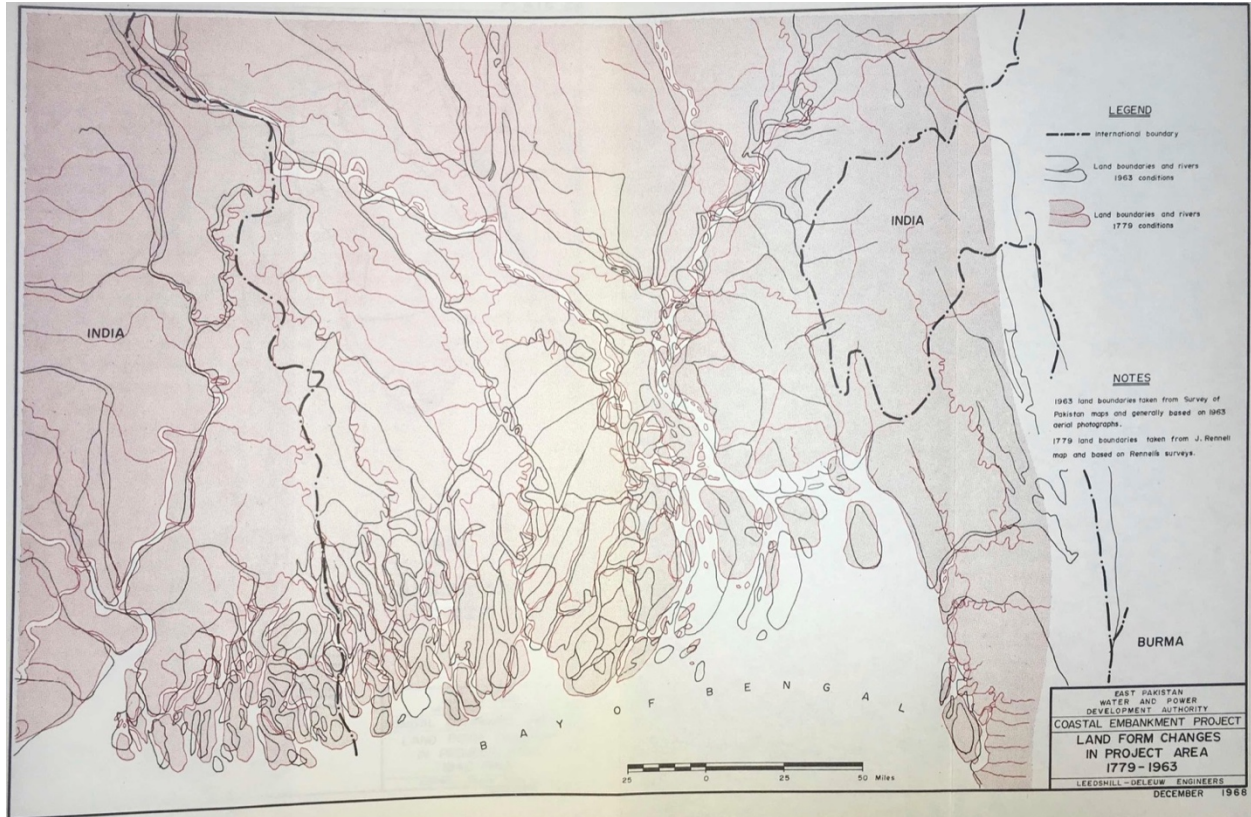 LEGEND
International boundary
Land boundaries and rivers
1963 conditions
Land boundaries and rivers
1779 conditions
INDIA
INDIA
NOTES
1963 land boundaries taken from Survey of
Pakistan maps and generally based on 1963
aerial photographs.
1779 land boundaries taken from J. Rennell
map and based on Rennells surveys.
BURMA
BAY OF BENGAL
25 0 25 50 Miles
EAST PAKISTAN
WATER AND POWER
DEVELOPMENT AUTHORITY
COASTAL EMBANKMENT PROJECT
LAND FORM CHANGES
IN PROJECT AREA
1779-1963
LEEDSHILL-DELEUW ENGINEERS
DECEMBER 1968